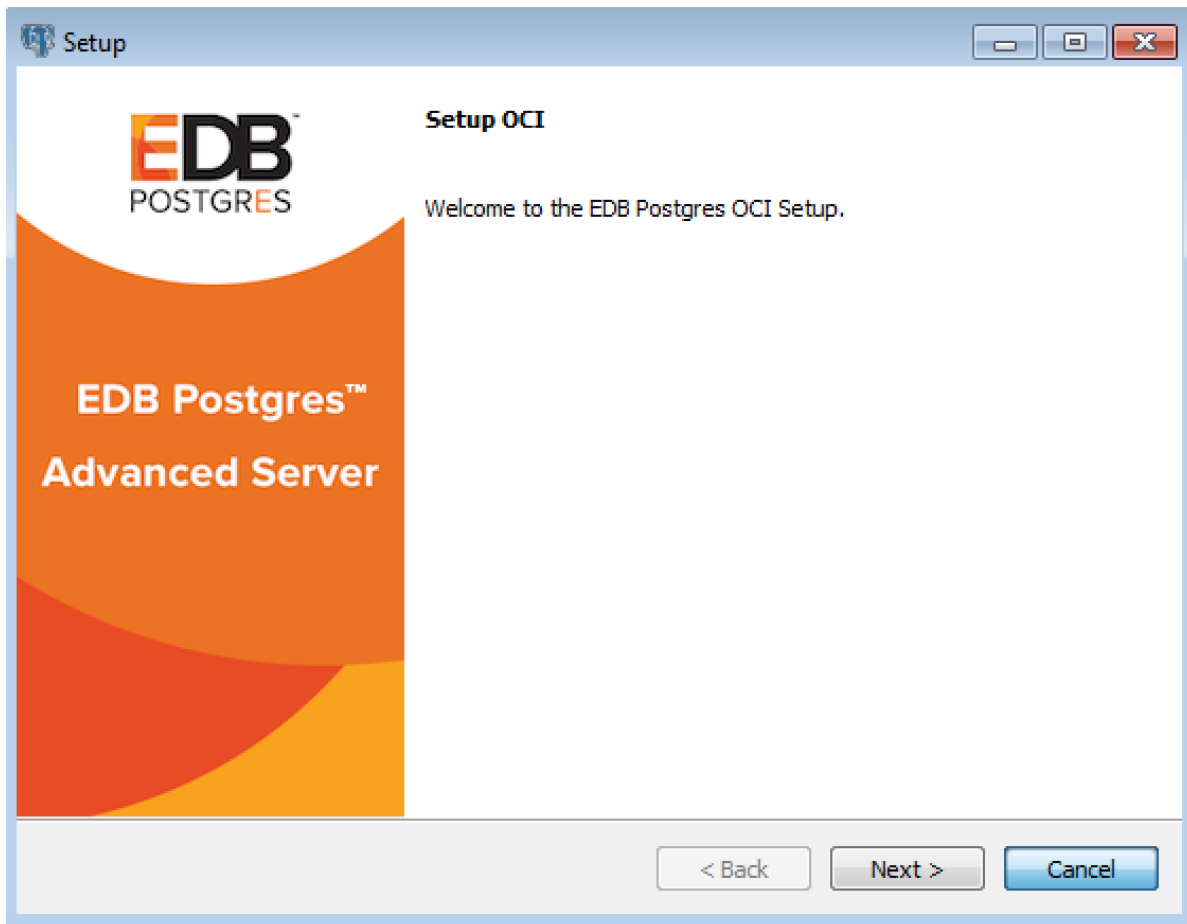 Setup
EDB™
POSTGRES
Setup OCI
Welcome to the EDB Postgres OCI Setup.
EDB Postgres™
Advanced Server
< Back
Next >
Cancel